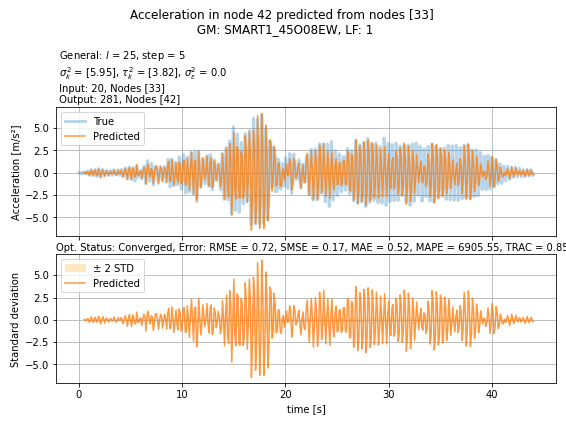 Acceleration in node 42 predicted from nodes [33]
GM: SMART1_45O08EW, LF: 1
General: l = 25, step = 5
σ²ₖ = [5.95], τ²ₖ = [3.82], σ²ε = 0.0
Input: 20, Nodes [33]
Output: 281, Nodes [42]
True
Predicted
5.0
2.5
0.0
−2.5
−5.0
Acceleration [m/s²]
Opt. Status: Converged, Error: RMSE = 0.72, SMSE = 0.17, MAE = 0.52, MAPE = 6905.55, TRAC = 0.85
± 2 STD
Predicted
5.0
2.5
0.0
−2.5
−5.0
Standard deviation
0 10 20 30 40
time [s]